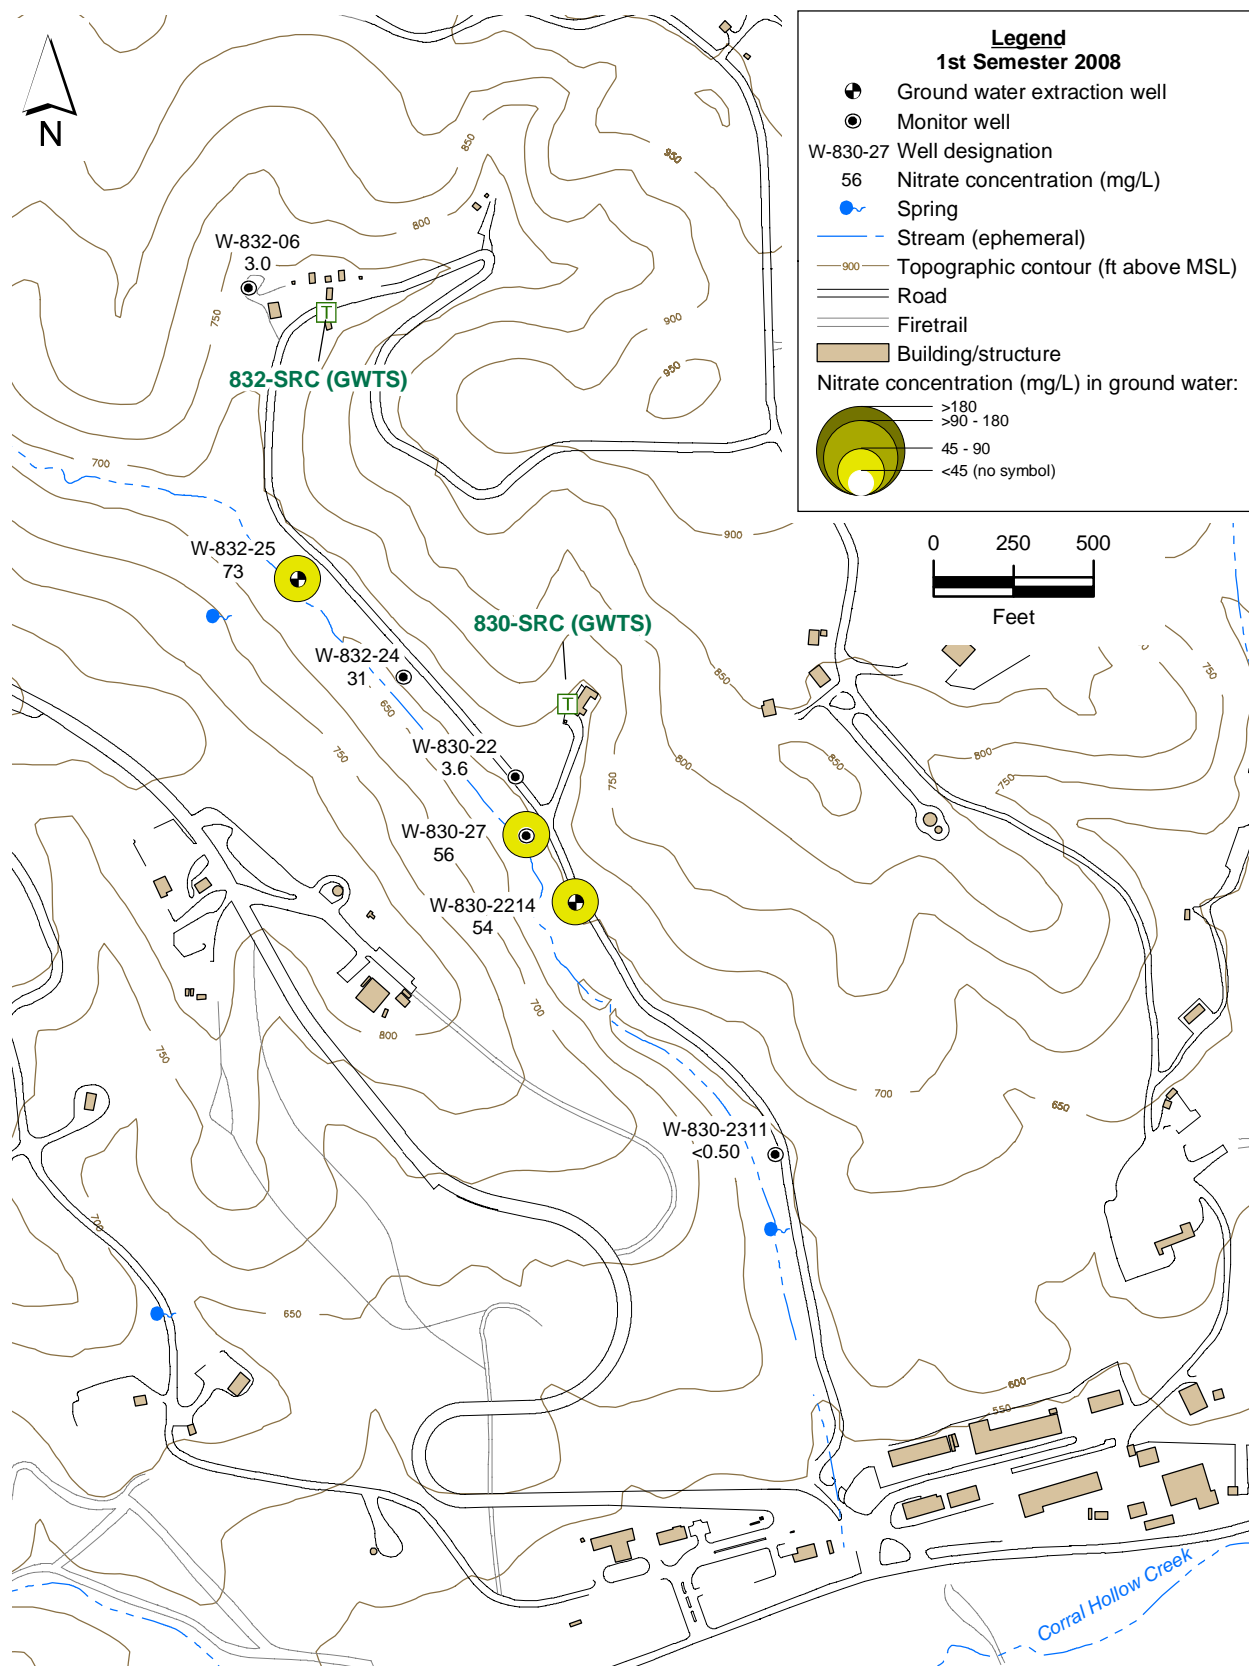 Legend
1st Semester 2008
Ground water extraction well
Monitor well
W-830-27 Well designation
56 Nitrate concentration (mg/L)
Spring
Stream (ephemeral)
900 Topographic contour (ft above MSL)
Road
Firetrail
Building/structure
Nitrate concentration (mg/L) in ground water:
>180
>90 - 180
45 - 90
<45 (no symbol)
N
850
950
800
W-832-06
3.0
750
T
900
950
832-SRC (GWTS)
700
900
0 250 500
Feet
W-832-25
73
830-SRC (GWTS)
W-832-24
31
650
T
850
750
W-830-22
3.6
750
800
750
850
800
750
W-830-27
56
W-830-2214
54
700
800
750
700
650
W-830-2311
<0.50
700
650
600
550
Corral Hollow Creek